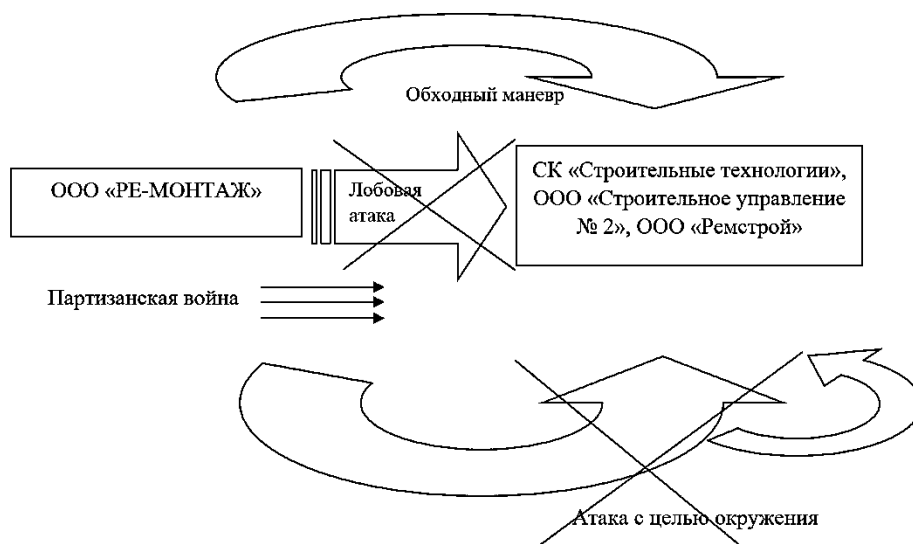 Обходный маневр
ООО «РЕ-МОНТАЖ»
Лобовая
атака
СК «Строительные технологии»,
ООО «Строительное управление
№ 2», ООО «Ремстрой»
Партизанская война
Атака с целью окружения